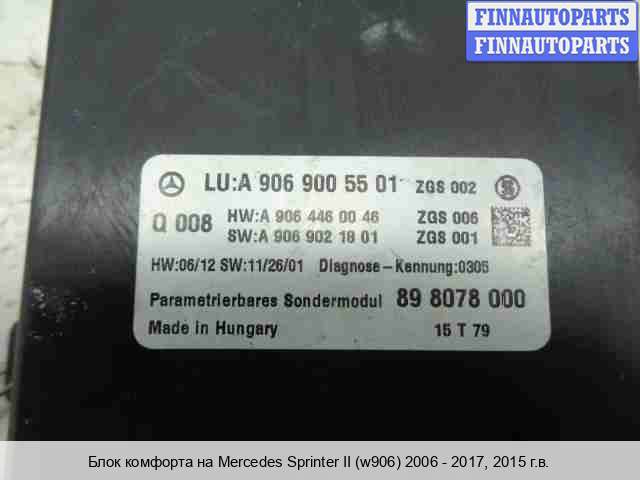 FINNAUTOPARTS
FINNAUTOPARTS
LU:A 906 900 55 01 ZGS 002
Q 008 HW:A 906 446 00 46 ZGS 006
SW:A 906 902 18 01 ZGS 001
HW:06/12 SW:11/26/01 Diagnose-Kennung:0305
Parametrierbares Sondermodul 89 8078 000
Made in Hungary 15 T 79
Блок комфорта на Mercedes Sprinter II (w906) 2006 - 2017, 2015 г.в.